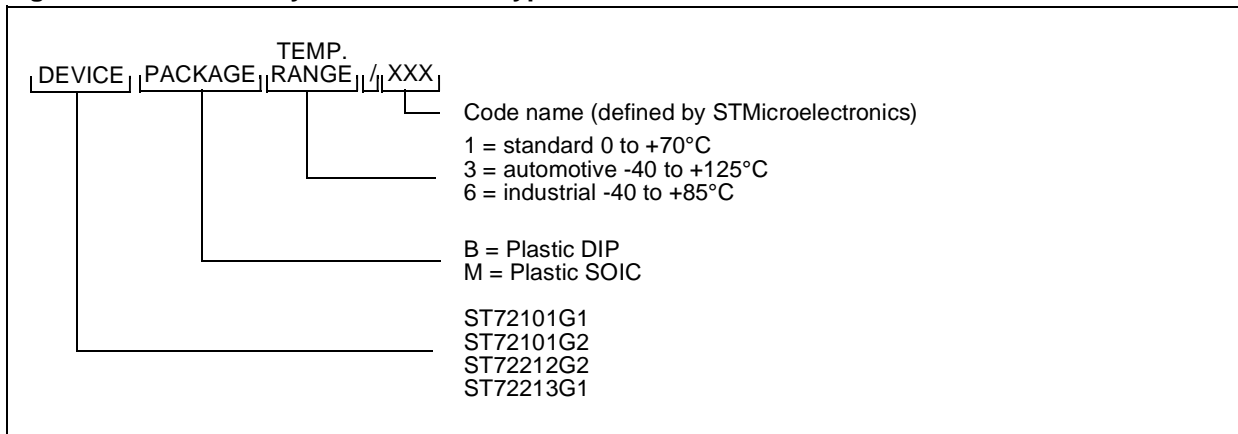 TEMP.
DEVICE PACKAGE RANGE / XXX
Code name (defined by STMicroelectronics)
1 = standard 0 to +70°C
3 = automotive -40 to +125°C
6 = industrial -40 to +85°C
B = Plastic DIP
M = Plastic SOIC
ST72101G1
ST72101G2
ST72212G2
ST72213G1